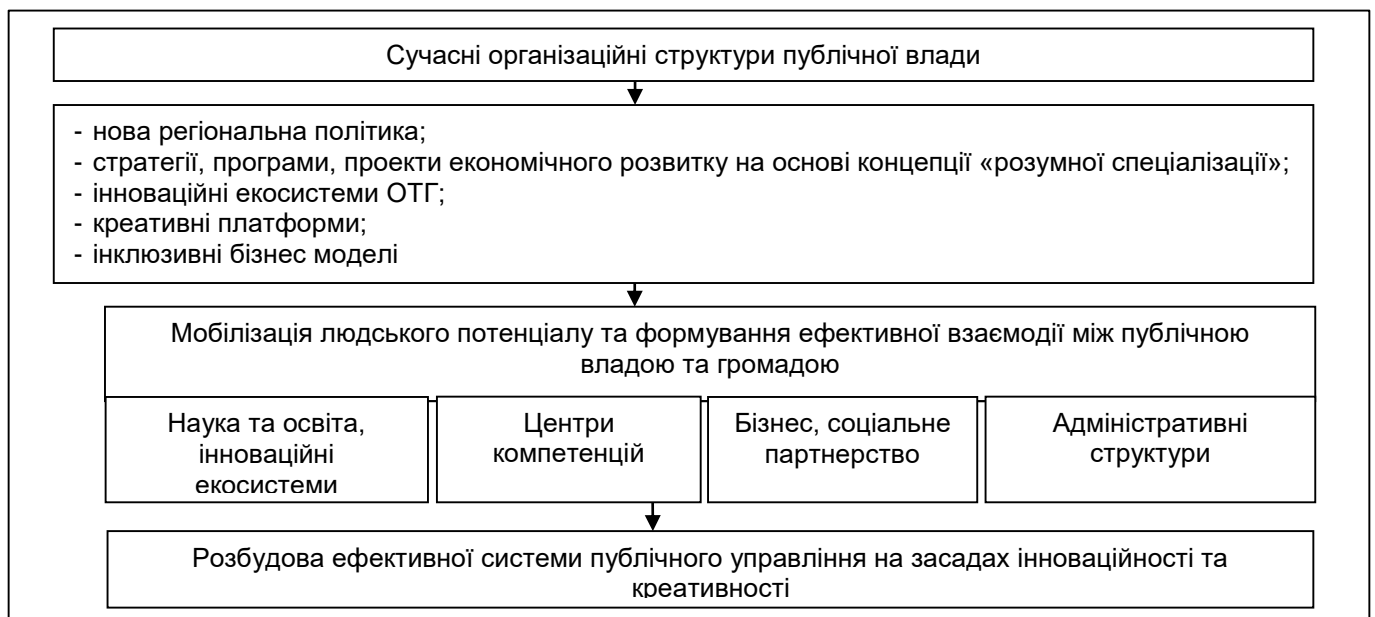 Сучасні організаційні структури публічної влади
- нова регіональна політика;
- стратегії, програми, проекти економічного розвитку на основі концепції «розумної спеціалізації»;
- інноваційні екосистеми ОТГ;
- креативні платформи;
- інклюзивні бізнес моделі
Мобілізація людського потенціалу та формування ефективної взаємодії між публічною
владою та громадою
Наука та освіта,
інноваційні
екосистеми
Центри
компетенцій
Бізнес, соціальне
партнерство
Адміністративні
структури
Розбудова ефективної системи публічного управління на засадах інноваційності та
креативності